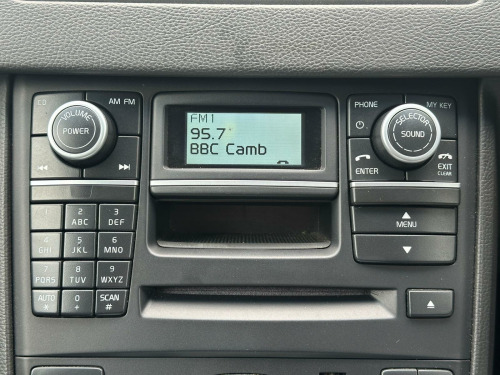 CD
AM FM
VOLUME
POWER
FM1
95.7
BBC Camb
PHONE
MY KEY
SELECTOR
SOUND
ENTER
EXIT
CLEAR
MENU
1
2
ABC
3
DEF
4
GHI
5
JKL
6
MNO
7
PQRS
8
TUV
9
WXYZ
AUTO
*
0
+
SCAN
#